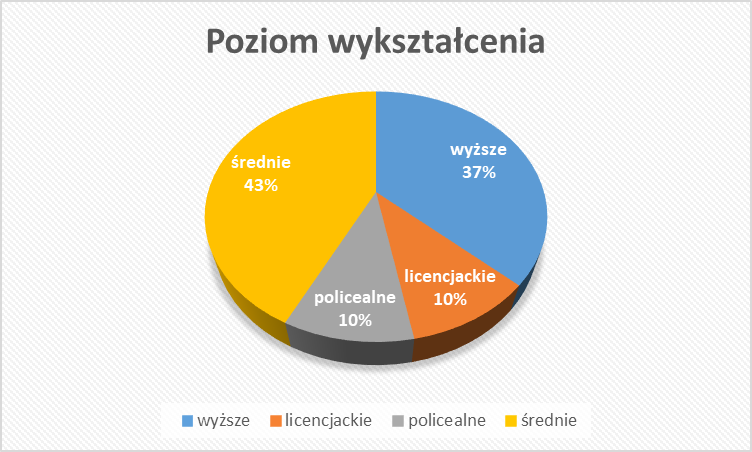 Poziom wykształcenia
wyższe
37%
średnie
43%
licencjackie
10%
policealne
10%
wyższe licencjackie policealne średnie